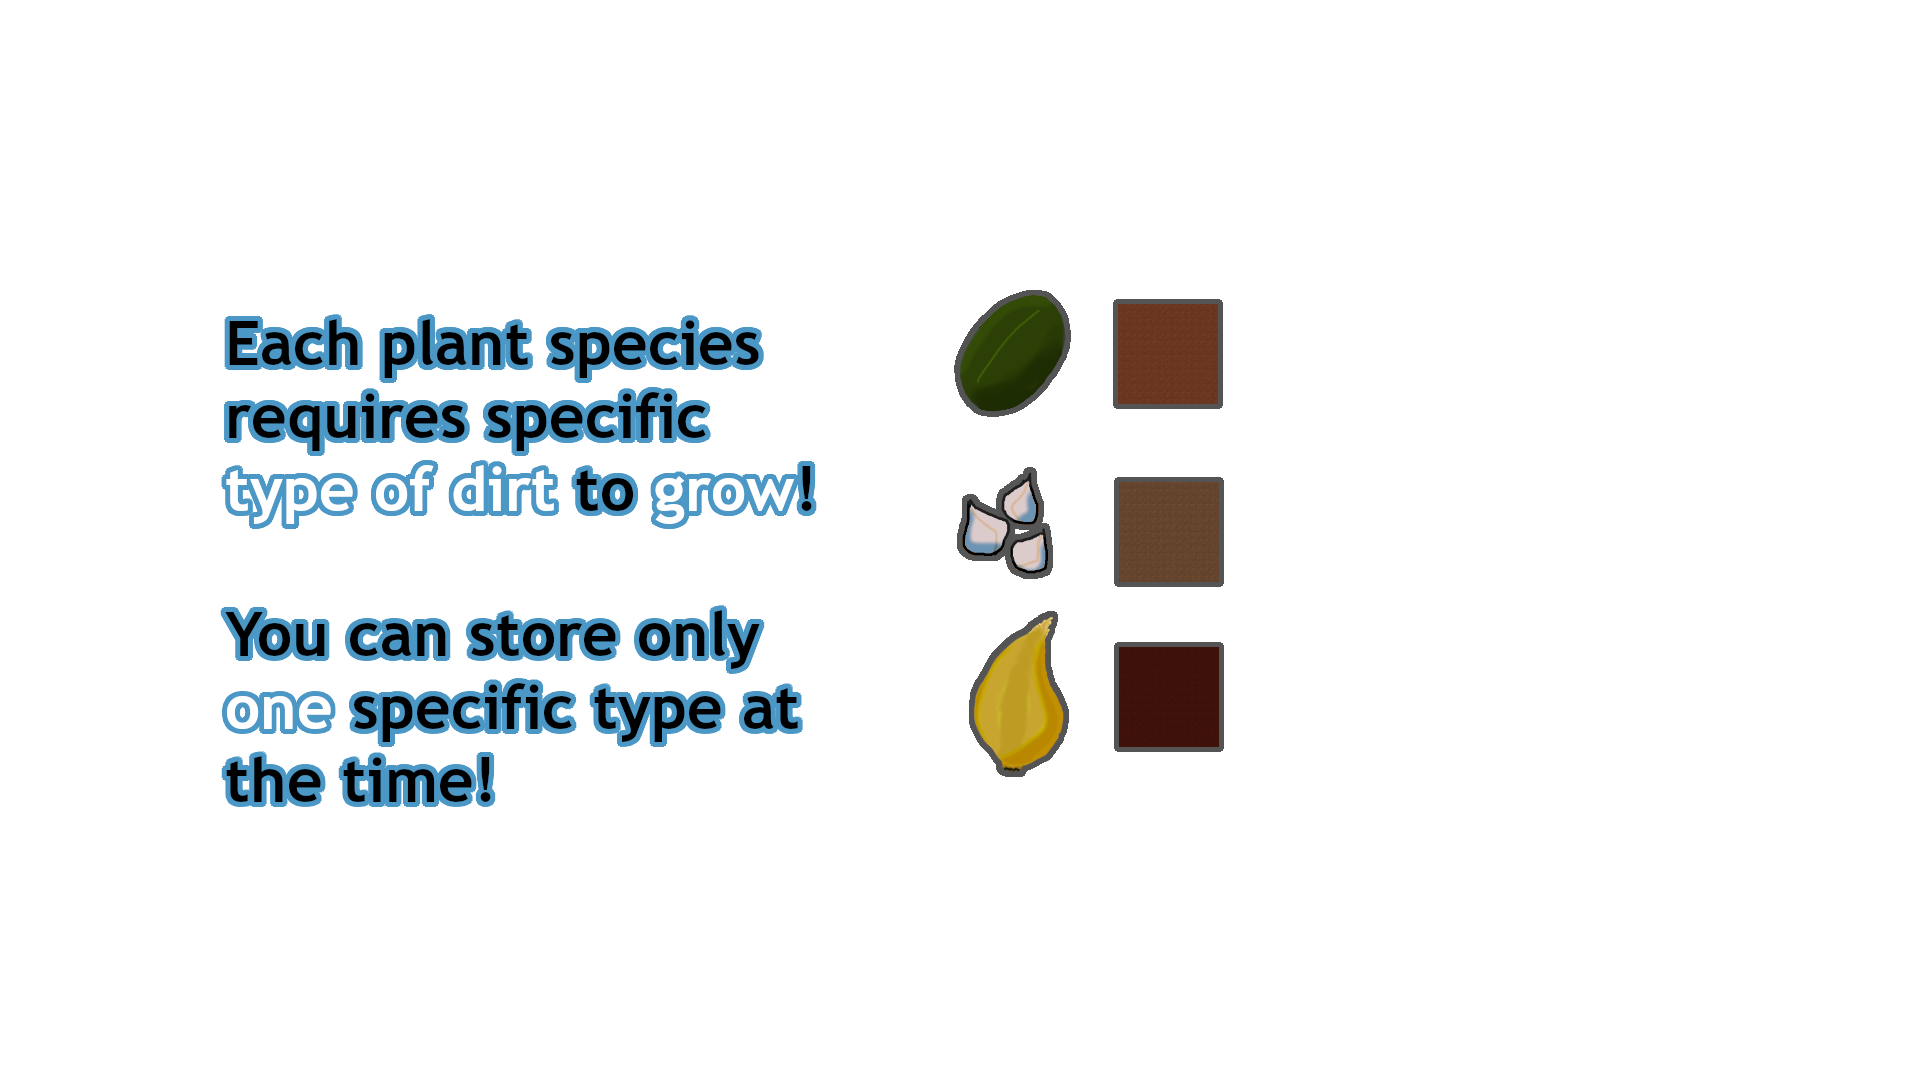 Each plant species
requires specific
type of dirt to grow!
You can store only
one specific type at
the time!